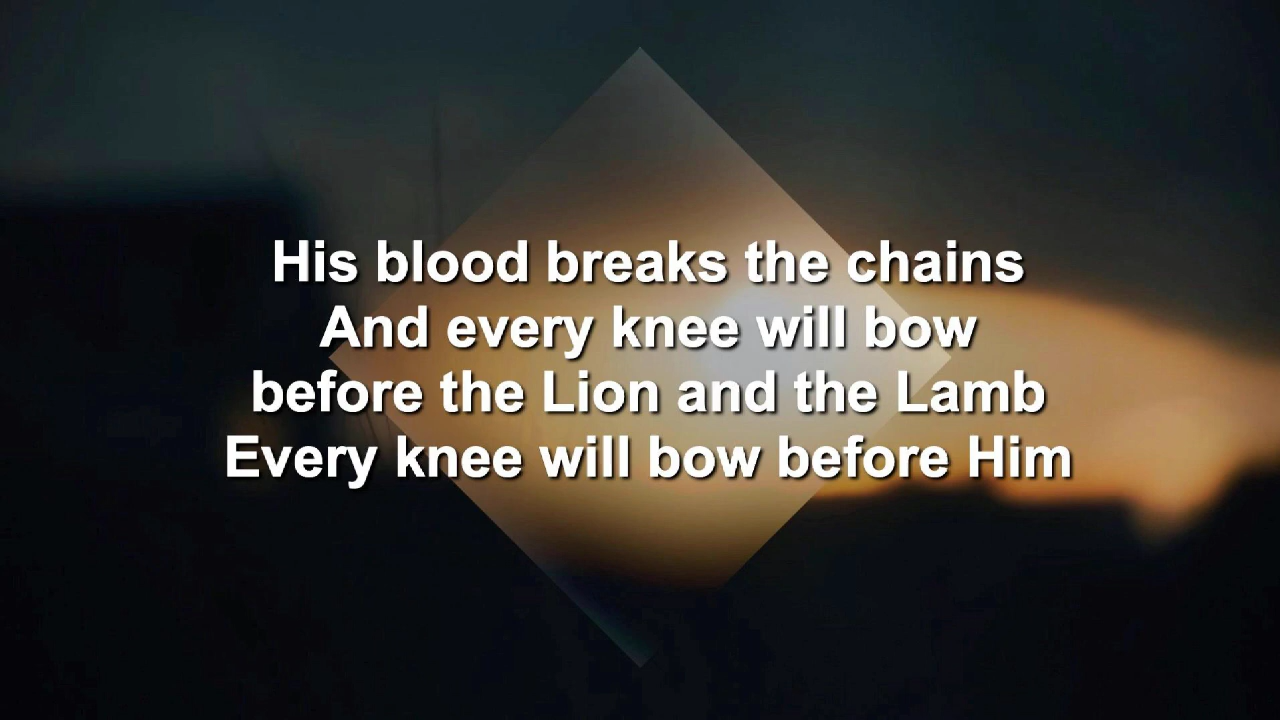 His blood breaks the chains
And every knee will bow
before the Lion and the Lamb
Every knee will bow before Him